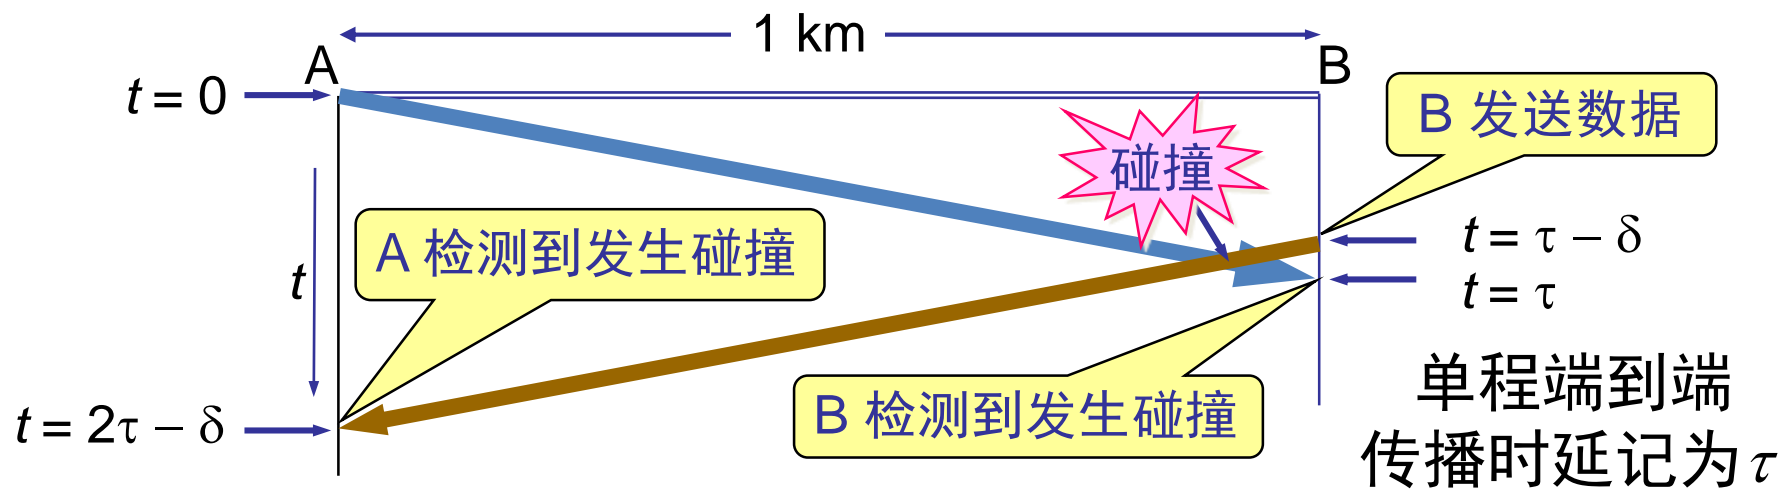 1 km
A
B
t = 0
B 发送数据
碰撞
A 检测到发生碰撞
t = τ − δ
t
t = τ
B 检测到发生碰撞
t = 2τ − δ
单程端到端
传播时延记为 τ